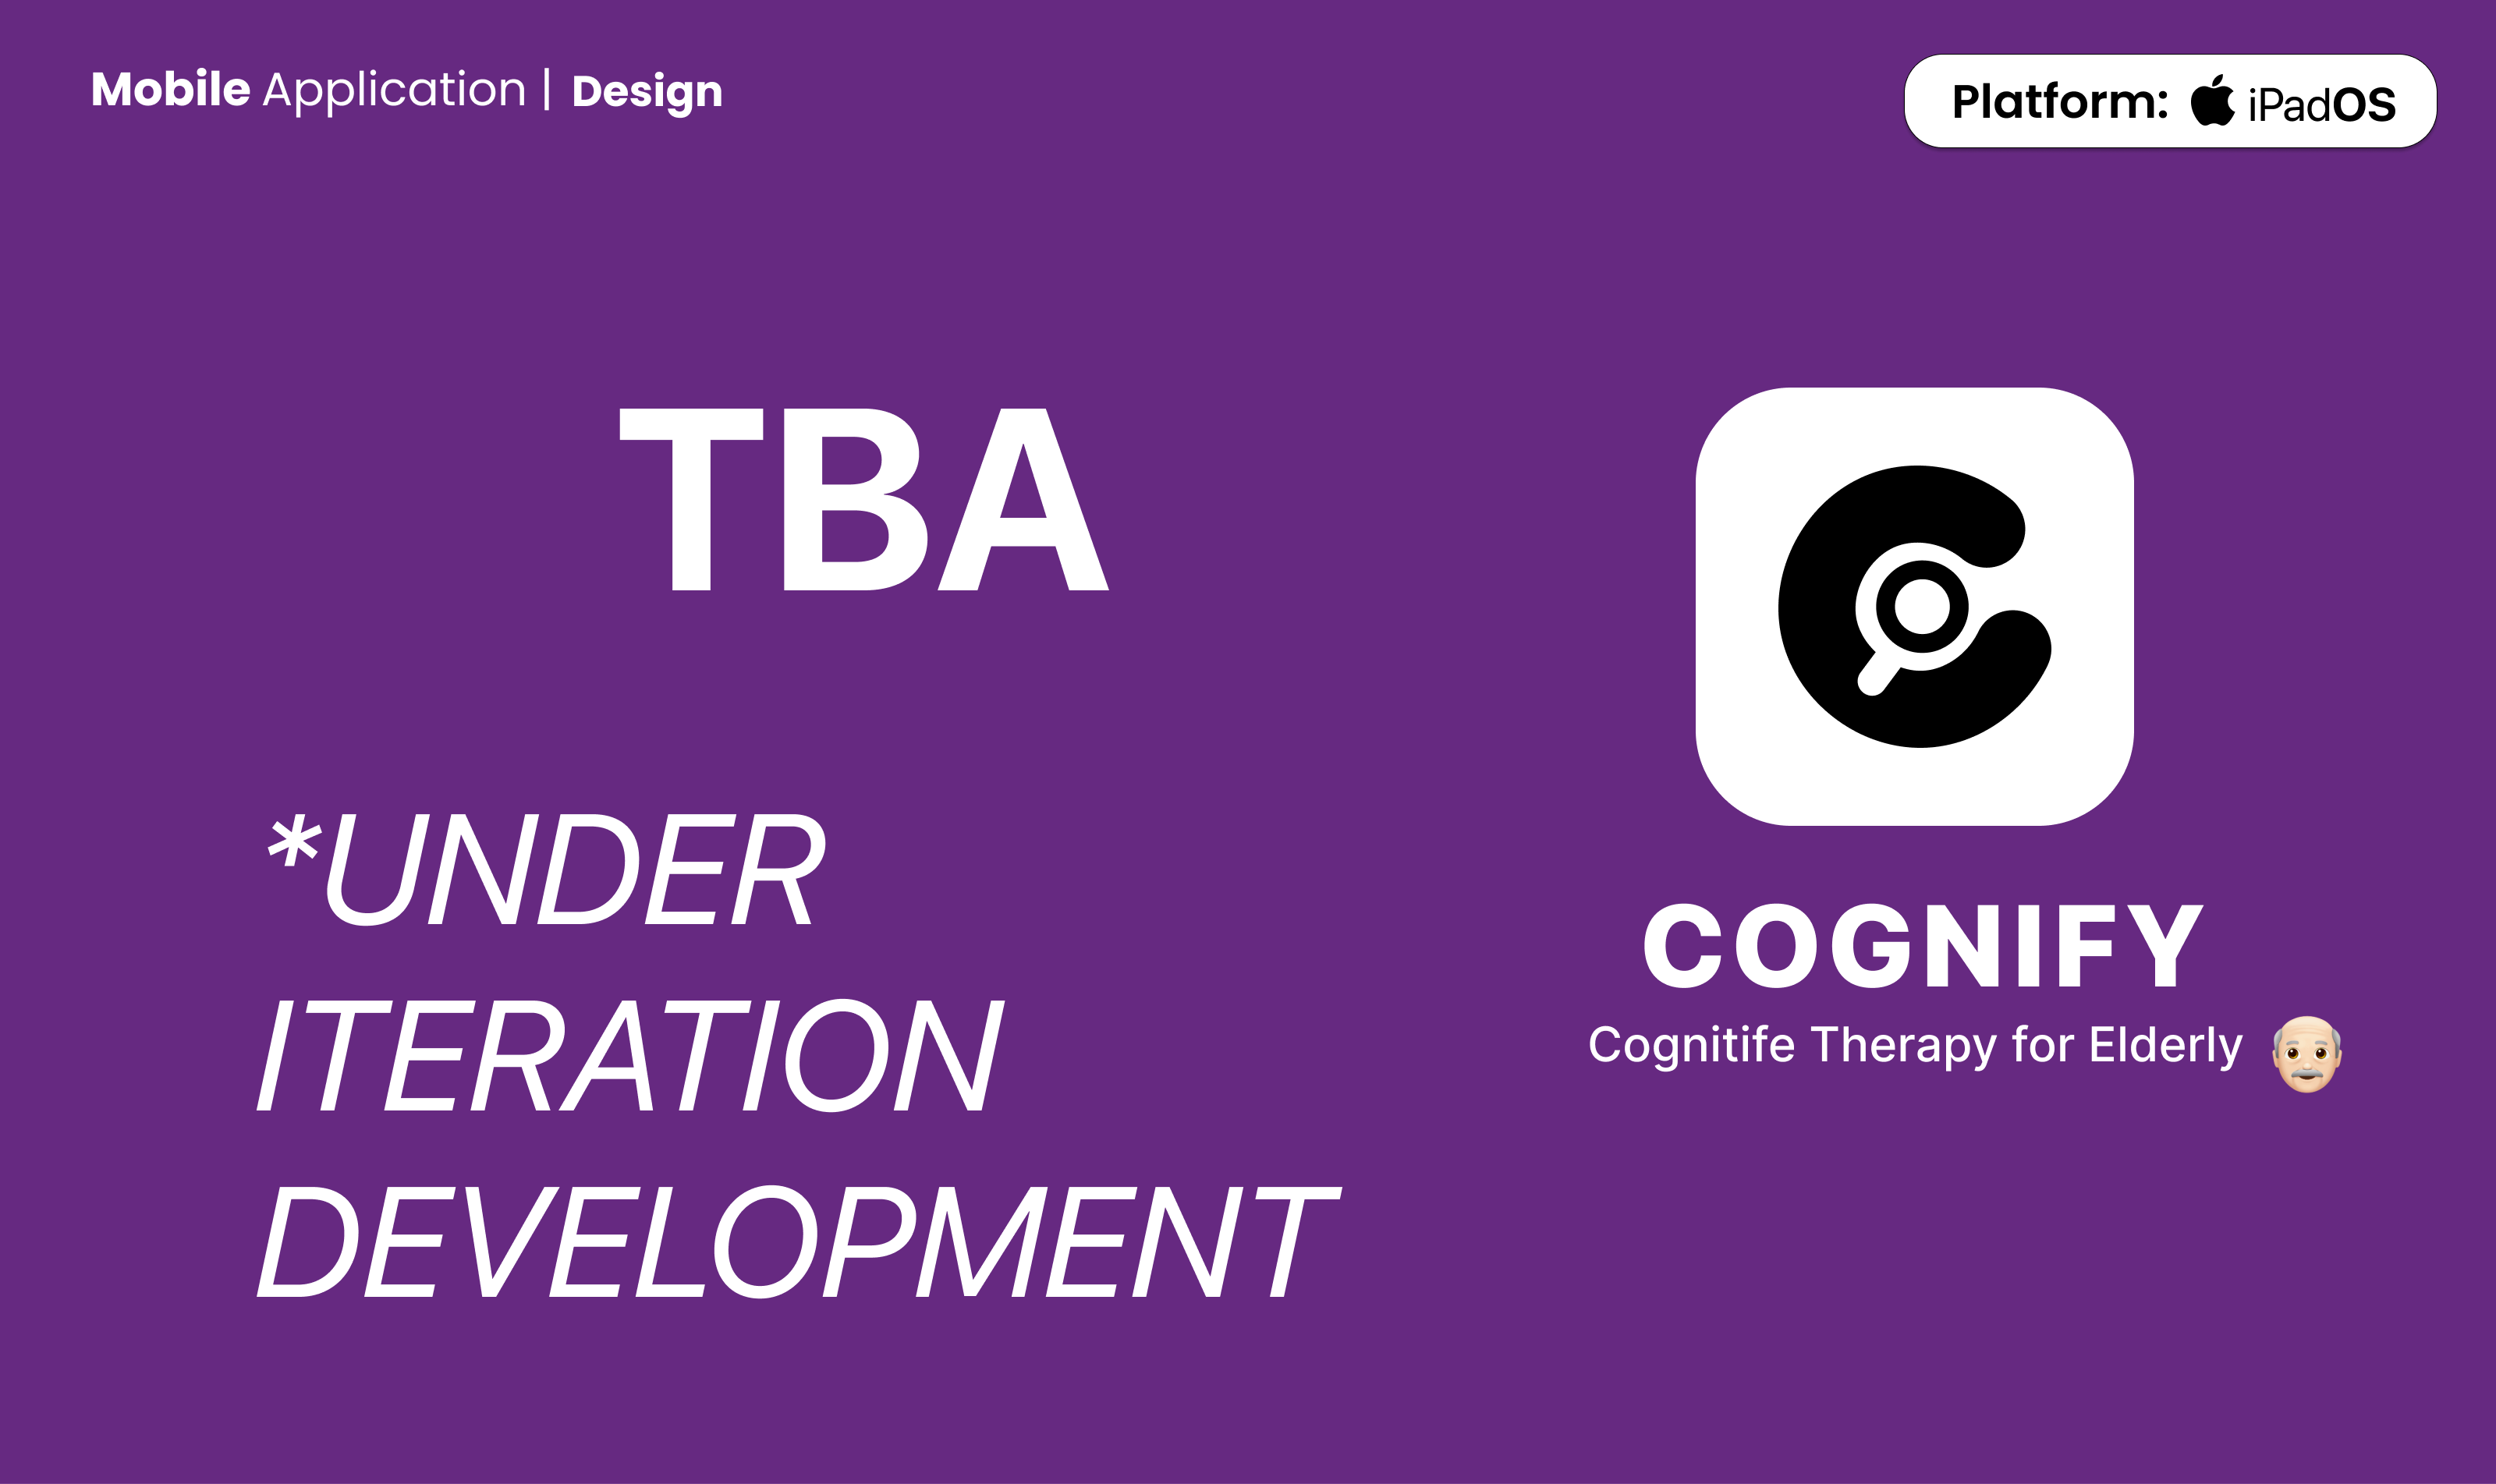 Mobile Application | Design
Platform: iPadOS
TBA
*UNDER
ITERATION
DEVELOPMENT
COGNIFY
Cognitife Therapy for Elderly